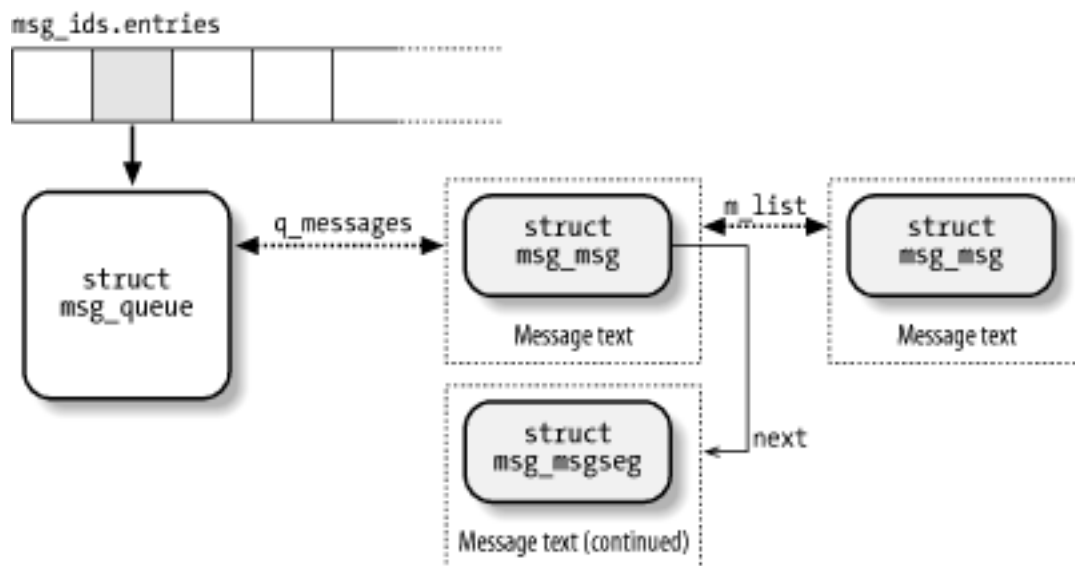 msg_ids.entries
q_messages
struct
msg_queue
struct
msg_msg
Message text
m_list
struct
msg_msg
Message text
next
struct
msg_msgseg
Message text (continued)